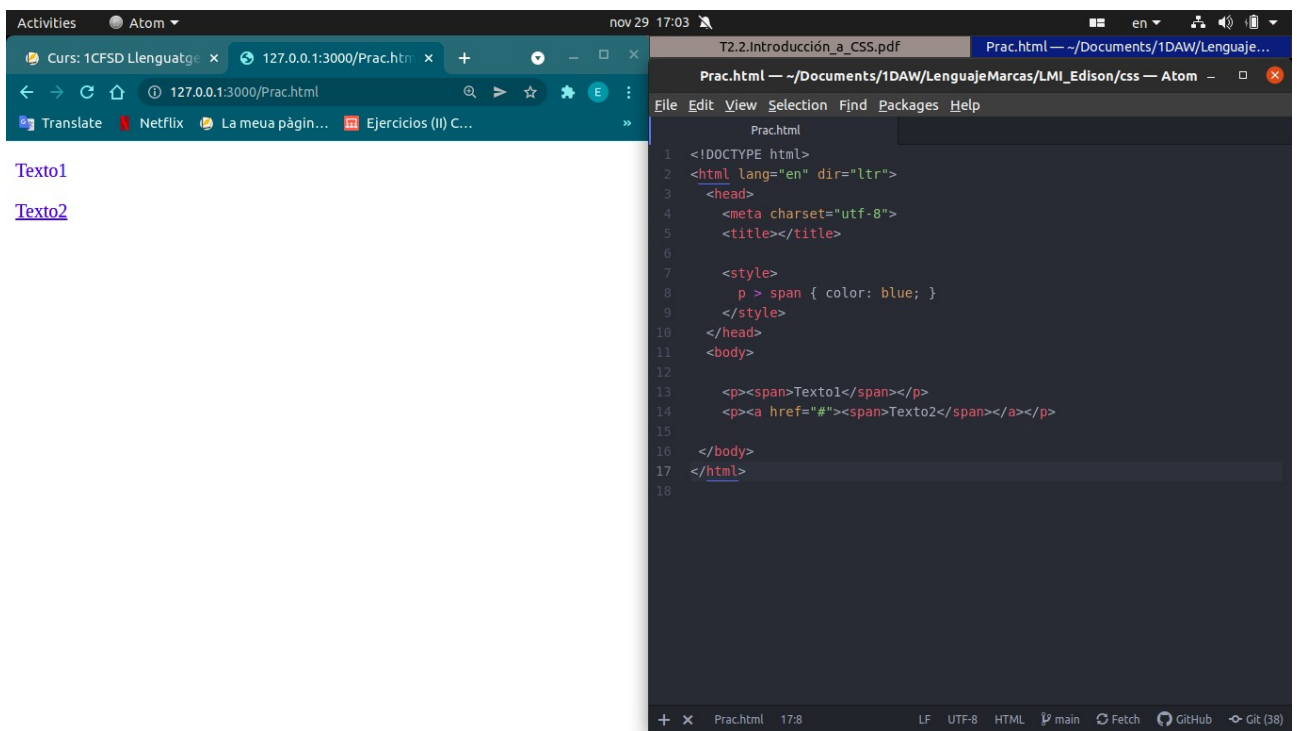 Activities Atom nov 29 17:03 en
Curs: 1CFSD Llenguatge 127.0.0.1:3000/Prac.htm
127.0.0.1:3000/Prac.html E
Translate Netflix La meua pàgin... Ejercicios (II) C... »
Texto1
Texto2
T2.2.Introducción_a_CSS.pdf Prac.html — ~/Documents/1DAW/Lenguaje...
Prac.html — ~/Documents/1DAW/LenguajeMarcas/LMI_Edison/css — Atom
File Edit View Selection Find Packages Help
Prac.html
1 <!DOCTYPE html>
2 <html lang="en" dir="ltr">
3 <head>
4 <meta charset="utf-8">
5 <title></title>
6
7 <style>
8 p > span { color: blue; }
9 </style>
10 </head>
11 <body>
12
13 <p><span>Texto1</span></p>
14 <p><a href="#"><span>Texto2</span></a></p>
15
16 </body>
17 </html>
18
Prac.html 17:8 LF UTF-8 HTML main Fetch GitHub Git (38)